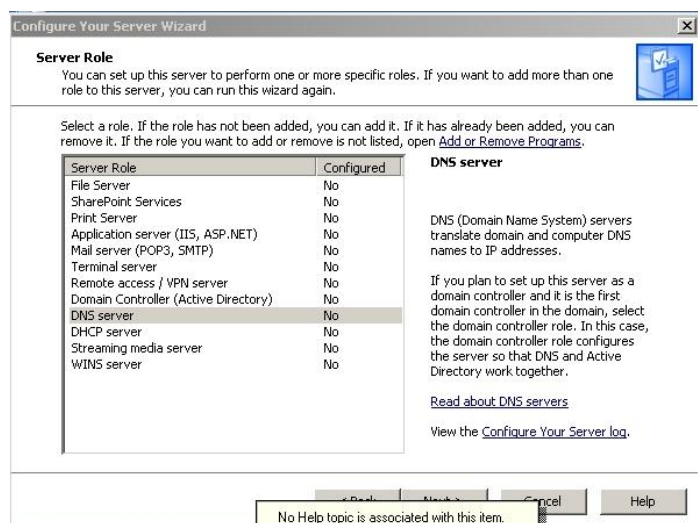 Configure Your Server Wizard
Server Role
You can set up this server to perform one or more specific roles. If you want to add more than one
role to this server, you can run this wizard again.
Select a role. If the role has not been added, you can add it. If it has already been added, you can
remove it. If the role you want to add or remove is not listed, open Add or Remove Programs.
Server Role Configured
File Server No
SharePoint Services No
Print Server No
Application server (IIS, ASP.NET) No
Mail server (POP3, SMTP) No
Terminal server No
Remote access / VPN server No
Domain Controller (Active Directory) No
DNS server No
DHCP server No
Streaming media server No
WINS server No
DNS server
DNS (Domain Name System) servers
translate domain and computer DNS
names to IP addresses.
If you plan to set up this server as a
domain controller and it is the first
domain controller in the domain, select
the domain controller role. In this case,
the domain controller role configures
the server so that DNS and Active
Directory work together.
Read about DNS servers
View the Configure Your Server log.
< Back Next > Cancel Help
No Help topic is associated with this item.